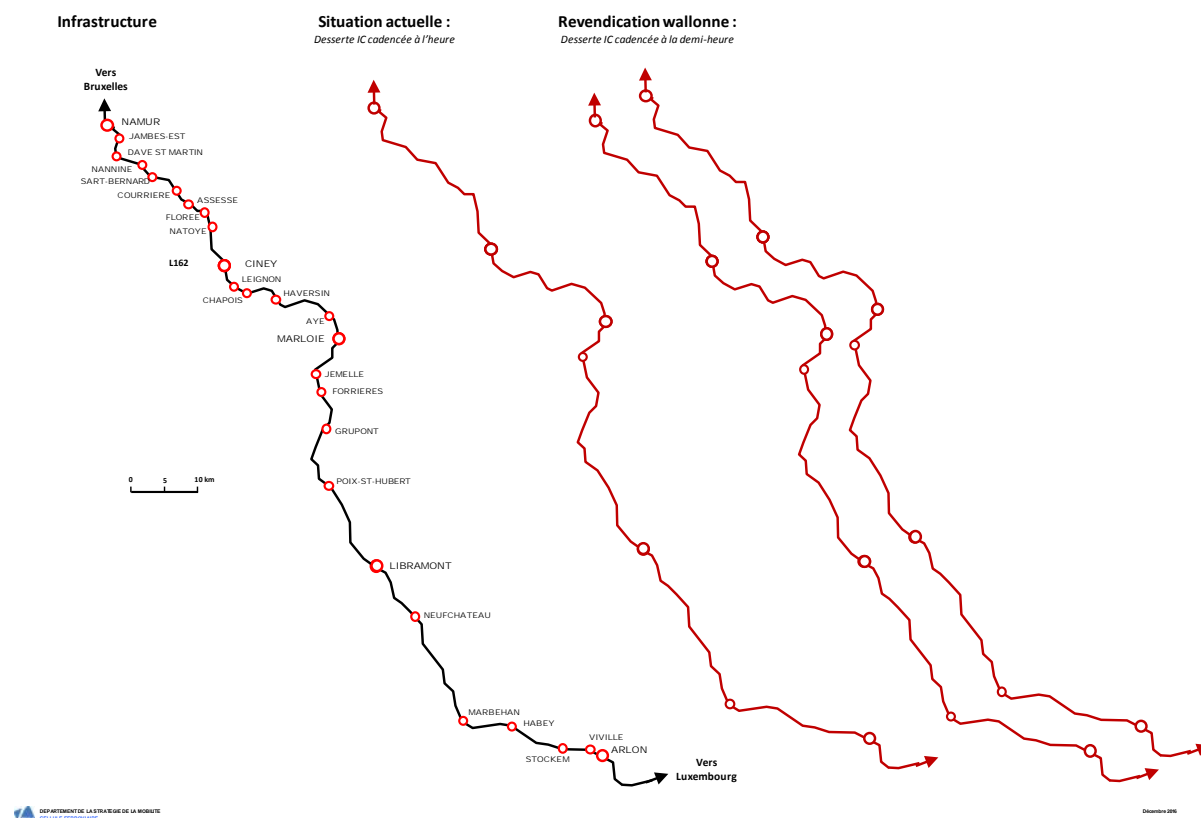 Infrastructure
Situation actuelle :
Desserte IC cadencée à l'heure
Revendication wallonne :
Desserte IC cadencée à la demi-heure
Vers
Bruxelles
NAMUR
JAMBES-EST
DAVE ST MARTIN
NANNINE
SART-BERNARD
COURRIERE
ASSESSE
FLOREE
NATOYE
L162
CINEY
LEIGNON
CHAPOIS
HAVERSIN
AYE
MARLOIE
JEMELLE
FORRIERES
GRUPONT
0 5 10 km
POIX-ST-HUBERT
LIBRAMONT
NEUFCHATEAU
MARBEHAN
HABEY
VIVILLE
STOCKEM
ARLON
Vers
Luxembourg
DEPARTEMENT DE LA STRATEGIE DE LA MOBILITE
CELLULE FERROVIAIRE
Décembre 2016